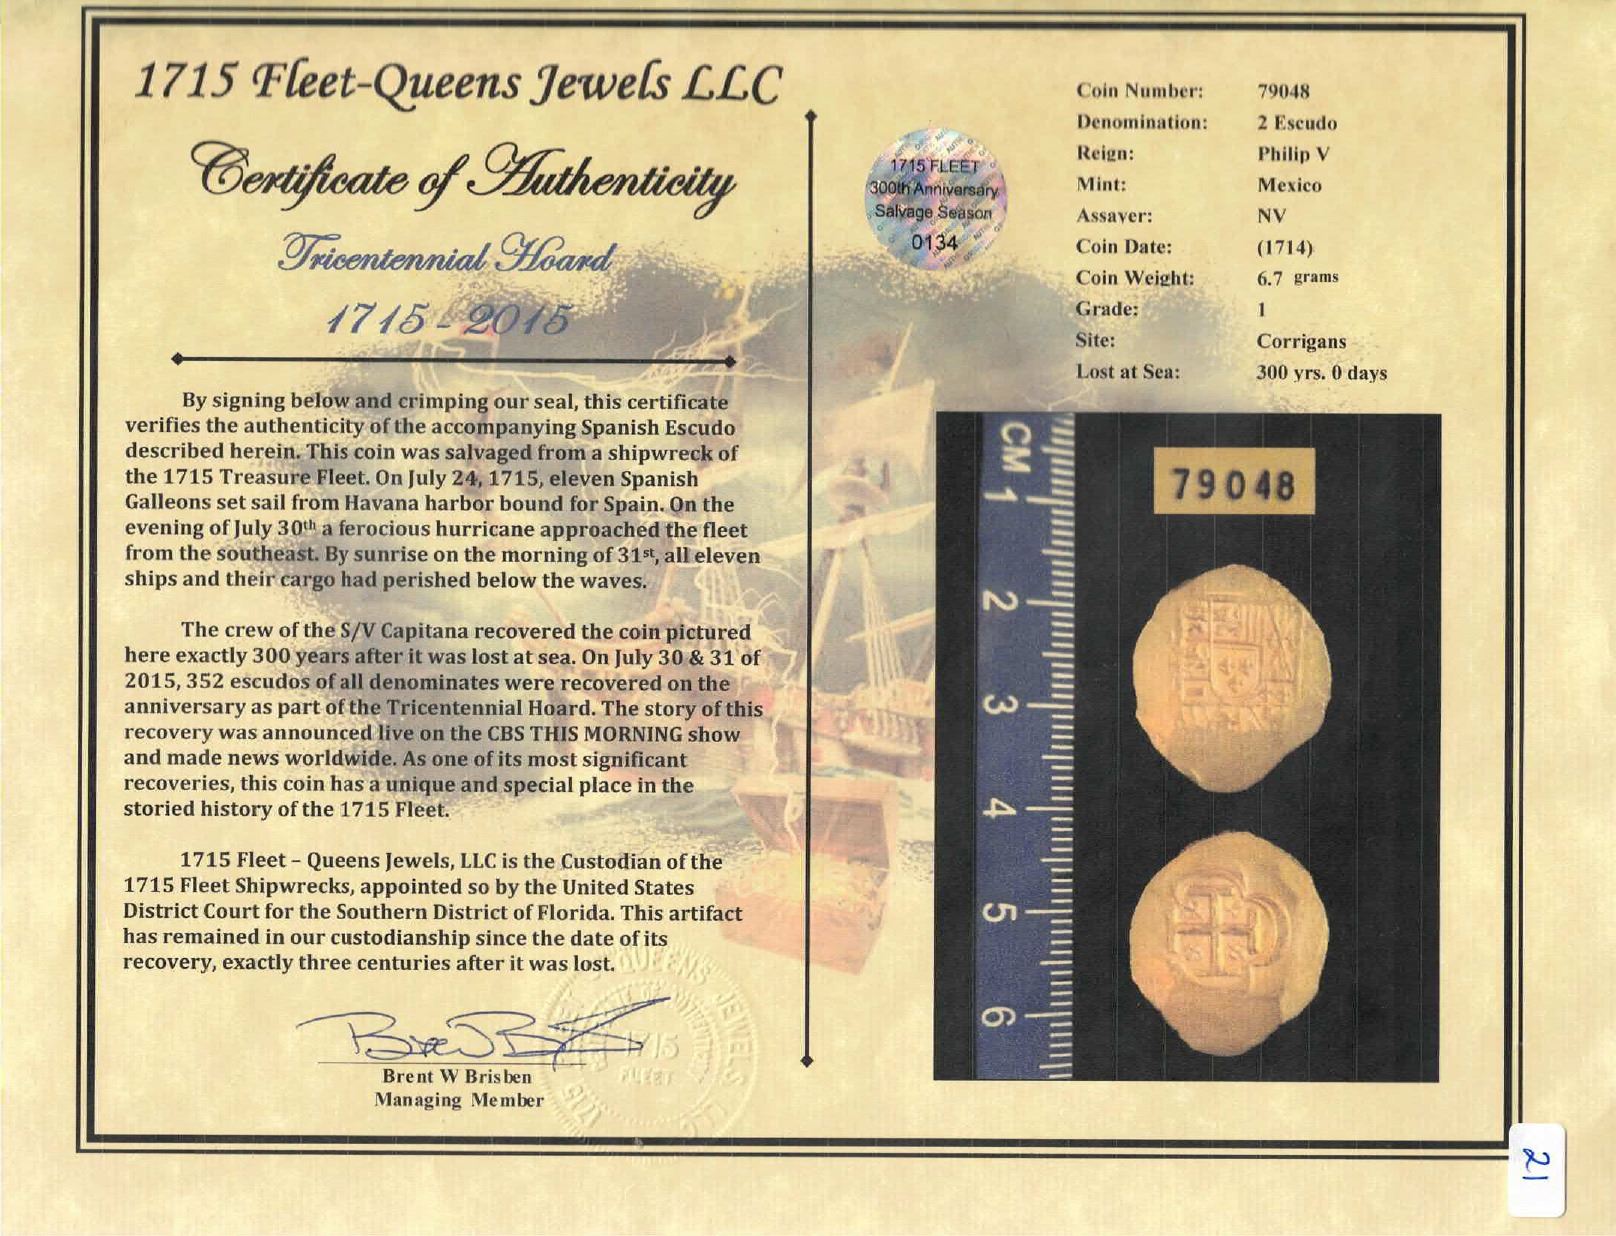 1715 Fleet-Queens Jewels LLC
Certificate of Authenticity
Tricentennial Hoard
1715 - 2015
By signing below and crimping our seal, this certificate
verifies the authenticity of the accompanying Spanish Escudo
described herein. This coin was salvaged from a shipwreck of
the 1715 Treasure Fleet. On July 24, 1715, eleven Spanish
Galleons set sail from Havana harbor bound for Spain. On the
evening of July 30th a ferocious hurricane approached the fleet
from the southeast. By sunrise on the morning of 31st, all eleven
ships and their cargo had perished below the waves.
The crew of the S/V Capitana recovered the coin pictured
here exactly 300 years after it was lost at sea. On July 30 & 31 of
2015, 352 escudos of all denominates were recovered on the
anniversary as part of the Tricentennial Hoard. The story of this
recovery was announced live on the CBS THIS MORNING show
and made news worldwide. As one of its most significant
recoveries, this coin has a unique and special place in the
storied history of the 1715 Fleet.
1715 Fleet – Queens Jewels, LLC is the Custodian of the
1715 Fleet Shipwrecks, appointed so by the United States
District Court for the Southern District of Florida. This artifact
has remained in our custodianship since the date of its
recovery, exactly three centuries after it was lost.
Brent W Brisben
Managing Member
QUEENS JEWELS LLC
1715
FLEET
1715 FLEET
300th Anniversary
Salvage Season
0134
Coin Number: 79048
Denomination: 2 Escudo
Reign: Philip V
Mint: Mexico
Assayer: NV
Coin Date: (1714)
Coin Weight: 6.7 grams
Grade: 1
Site: Corrigans
Lost at Sea: 300 yrs. 0 days
79048
CM 1 2 3 4 5 6
21